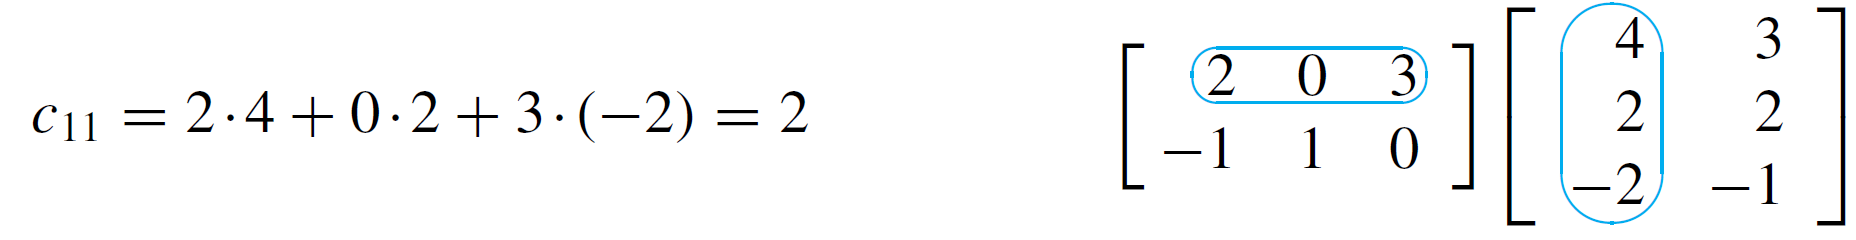 c₁₁ = 2·4 + 0·2 + 3·(−2) = 2
[ 2 0 3 ] [ 4 3 ]
[ −1 1 0 ] [ 2 2 ]
[ −2 −1 ]